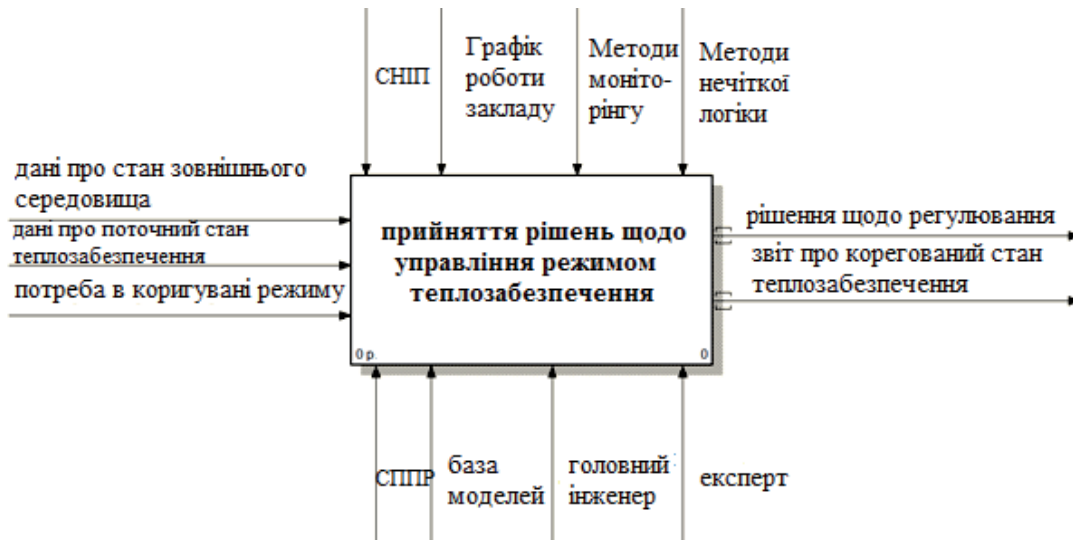 СНІП
Графік
роботи
закладу
Методи
моніто-
рінгу
Методи
нечіткої
логіки
дані про стан зовнішнього
середовища
дані про поточний стан
теплозабезпечення
потреба в коригувані режиму
прийняття рішень щодо
управління режимом
теплозабезпечення
0 р.
0
рішення щодо регулювання
звіт про корегований стан
теплозабезпечення
СППР
база
моделей
головний
інженер
експерт